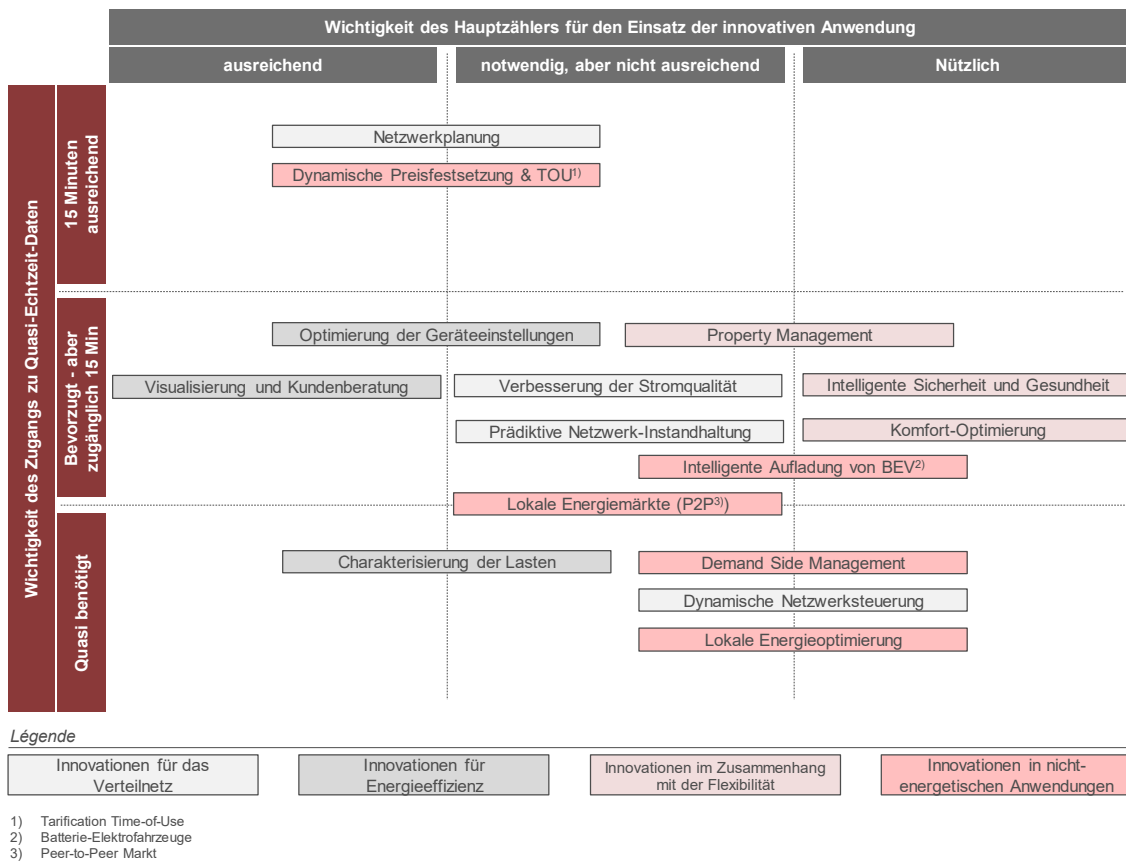 Wichtigkeit des Hauptzählers für den Einsatz der innovativen Anwendung
ausreichend
notwendig, aber nicht ausreichend
Nützlich
Wichtigkeit des Zugangs zu Quasi-Echtzeit-Daten
15 Minuten
ausreichend
Netzwerkplanung
Dynamische Preisfestsetzung & TOU1)
Bevorzugt - aber
zugänglich 15 Min
Optimierung der Geräteeinstellungen
Property Management
Visualisierung und Kundenberatung
Verbesserung der Stromqualität
Intelligente Sicherheit und Gesundheit
Prädiktive Netzwerk-Instandhaltung
Komfort-Optimierung
Intelligente Aufladung von BEV2)
Lokale Energiemärkte (P2P3))
Quasi benötigt
Charakterisierung der Lasten
Demand Side Management
Dynamische Netzwerksteuerung
Lokale Energieoptimierung
Légende
Innovationen für das
Verteilnetz
Innovationen für
Energieeffizienz
Innovationen im Zusammenhang
mit der Flexibilität
Innovationen in nicht-
energetischen Anwendungen
1) Tarification Time-of-Use
2) Batterie-Elektrofahrzeuge
3) Peer-to-Peer Markt